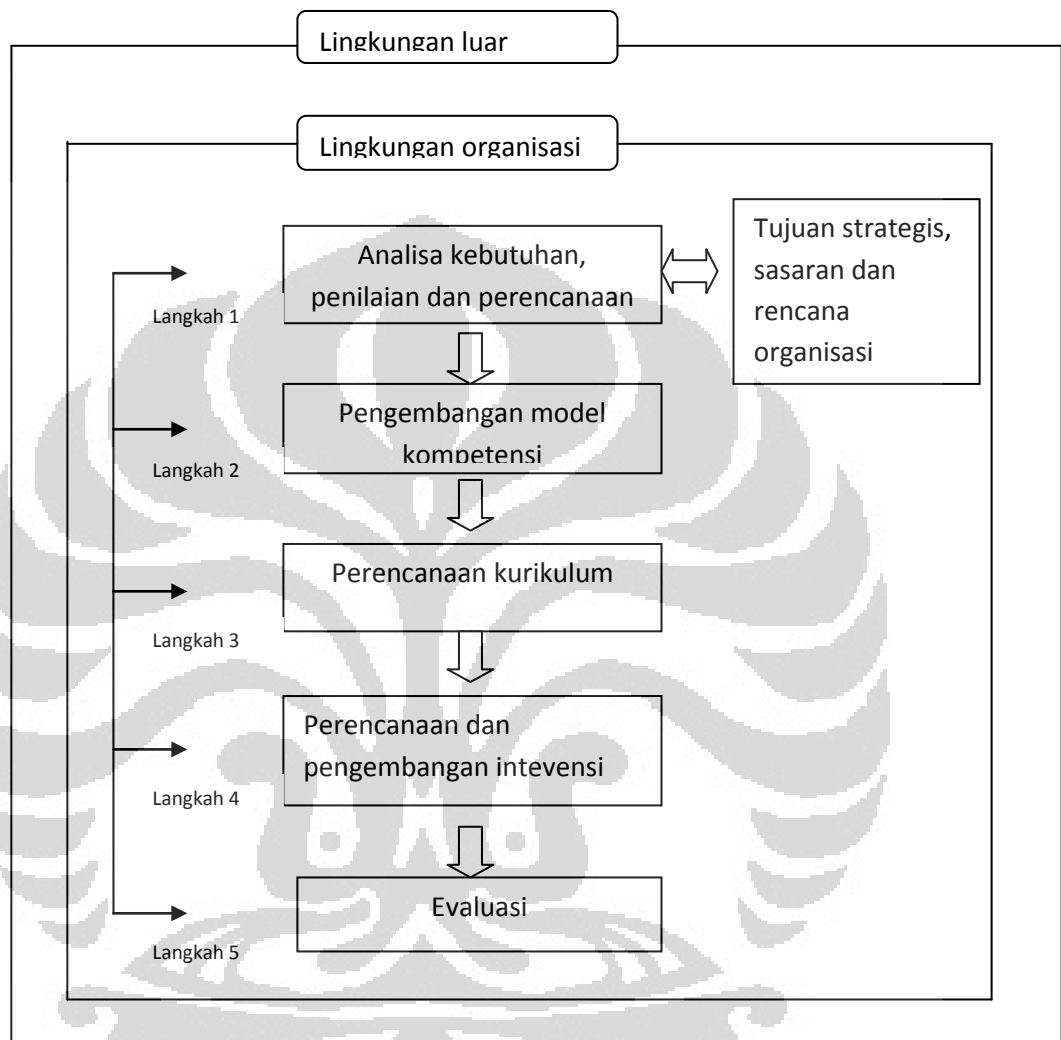 Lingkungan luar
Lingkungan organisasi
Analisa kebutuhan,
penilaian dan perencanaan
Tujuan strategis,
sasaran dan
rencana
organisasi
Langkah 1
Pengembangan model
kompetensi
Langkah 2
Perencanaan kurikulum
Langkah 3
Perencanaan dan
pengembangan intevensi
Langkah 4
Evaluasi
Langkah 5